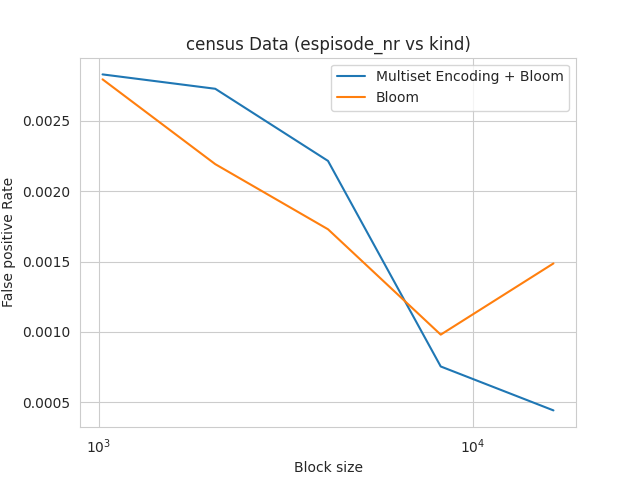 census Data (espisode_nr vs kind)
Multiset Encoding + Bloom
Bloom
False positive Rate
0.0025
0.0020
0.0015
0.0010
0.0005
10³
10⁴
Block size